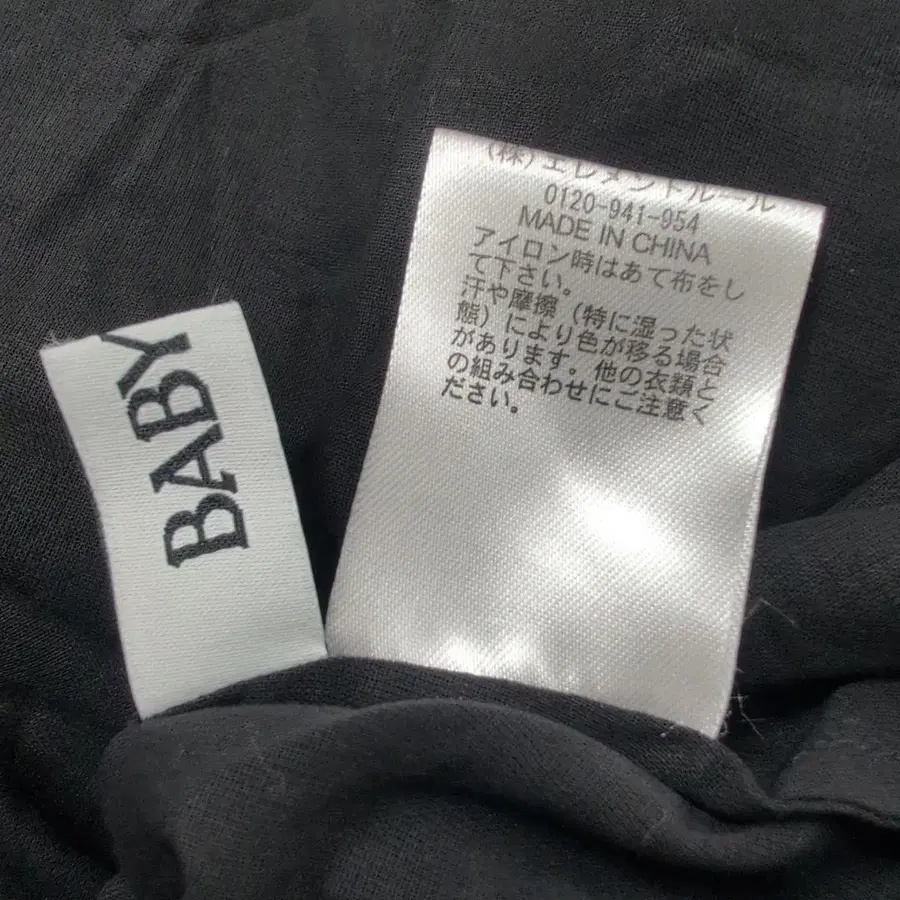 BABY
(株)エレメントルール
0120-941-954
MADE IN CHINA
アイロン時はあて布をし
て下さい。
汗や摩擦（特に湿った状
態）により色が移る場合
があります。他の衣類と
の組み合わせにご注意く
ださい。